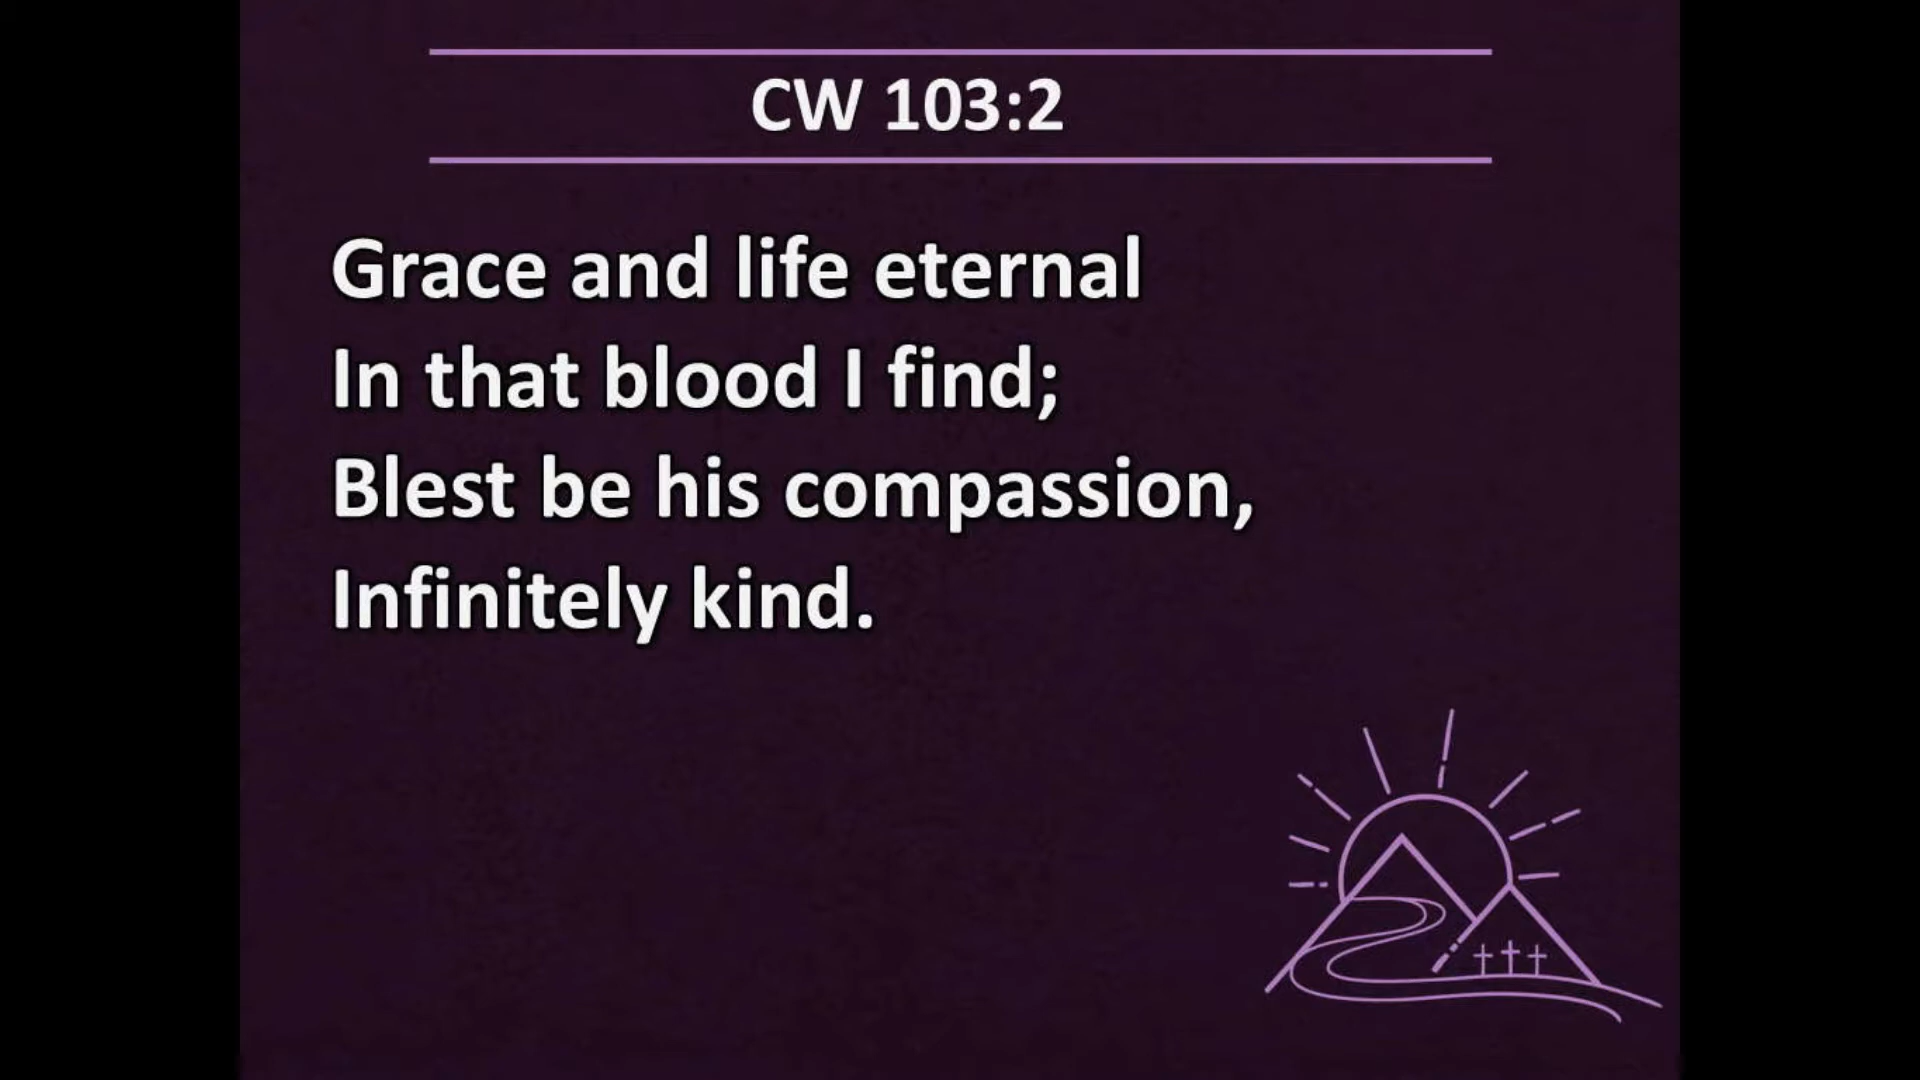 CW 103:2
Grace and life eternal
In that blood I find;
Blest be his compassion,
Infinitely kind.